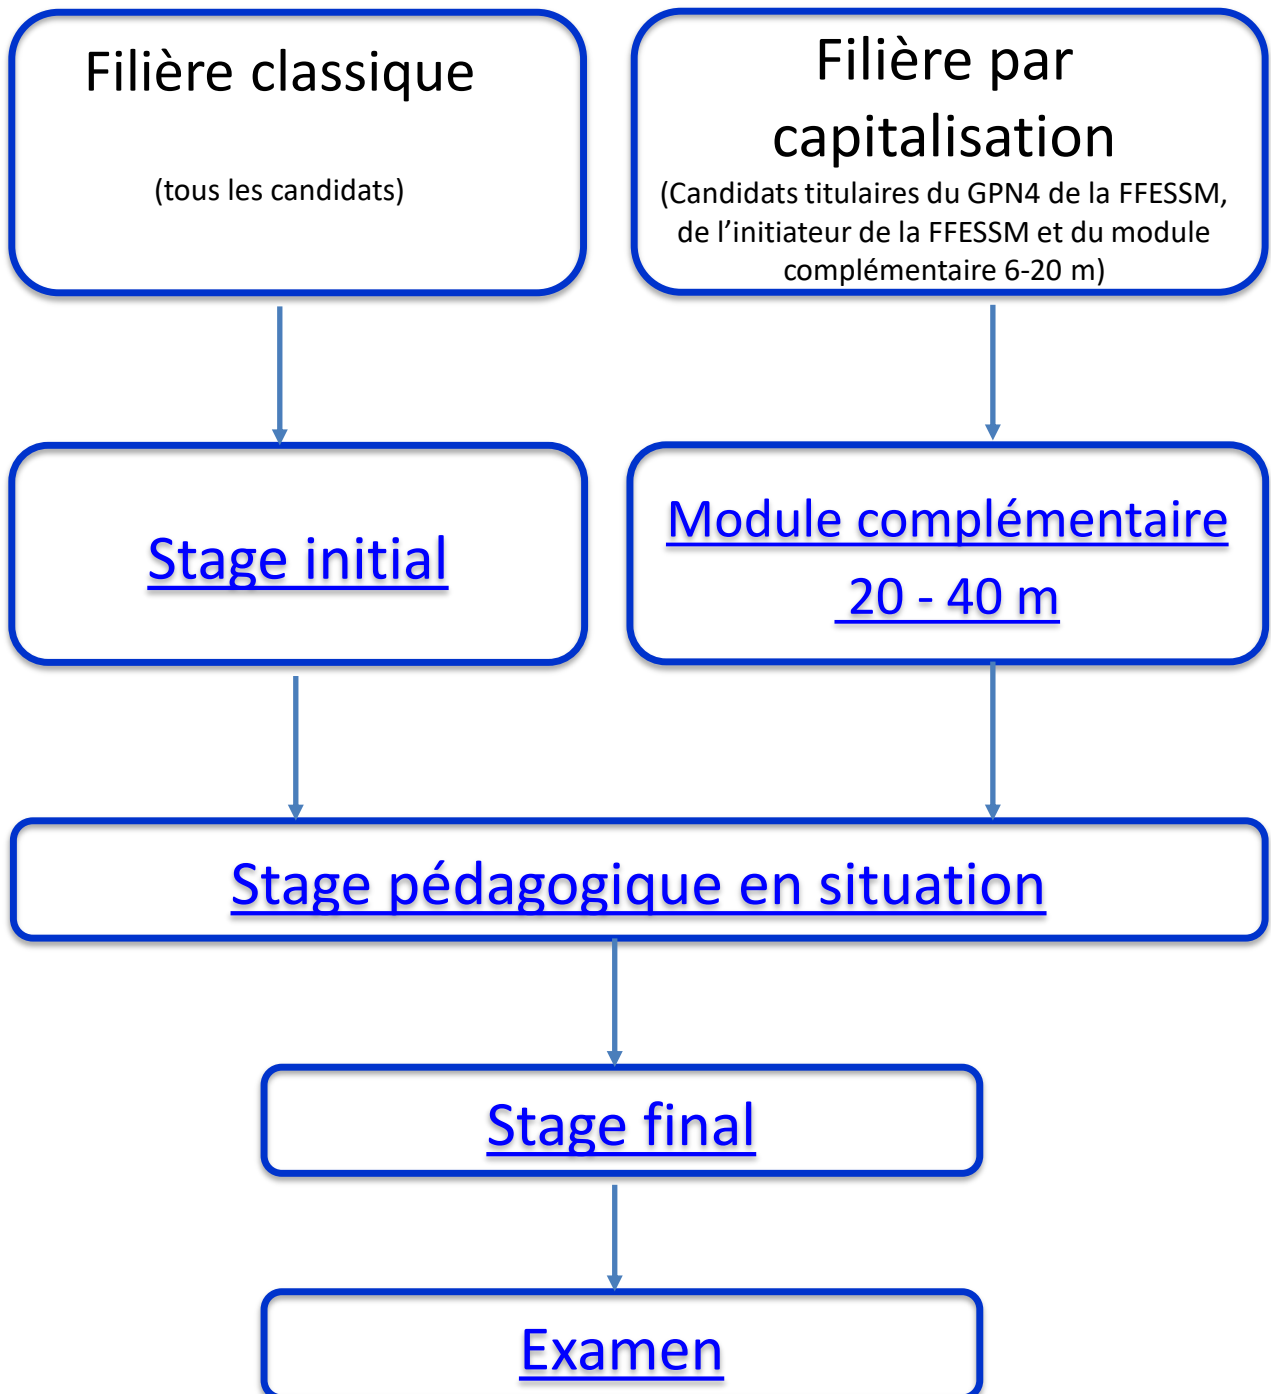 Filière classique
(tous les candidats)
Filière par
capitalisation
(Candidats titulaires du GPN4 de la FFESSM,
de l’initiateur de la FFESSM et du module
complémentaire 6-20 m)
Stage initial
Module complémentaire
20 - 40 m
Stage pédagogique en situation
Stage final
Examen